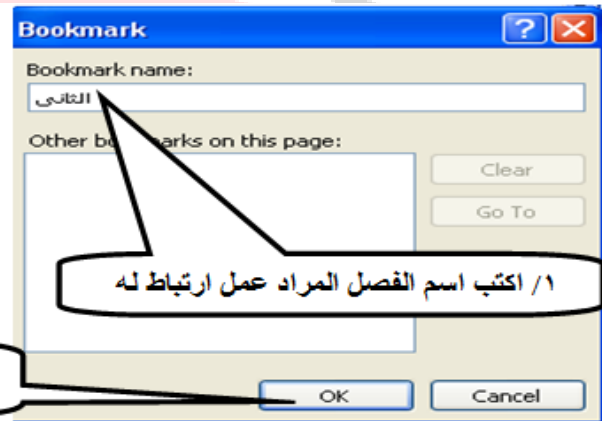 Bookmark
Bookmark name:
الثانى
Other bookmarks on this page:
Clear
Go To
١/ اكتب اسم الفصل المراد عمل ارتباط له
OK
Cancel